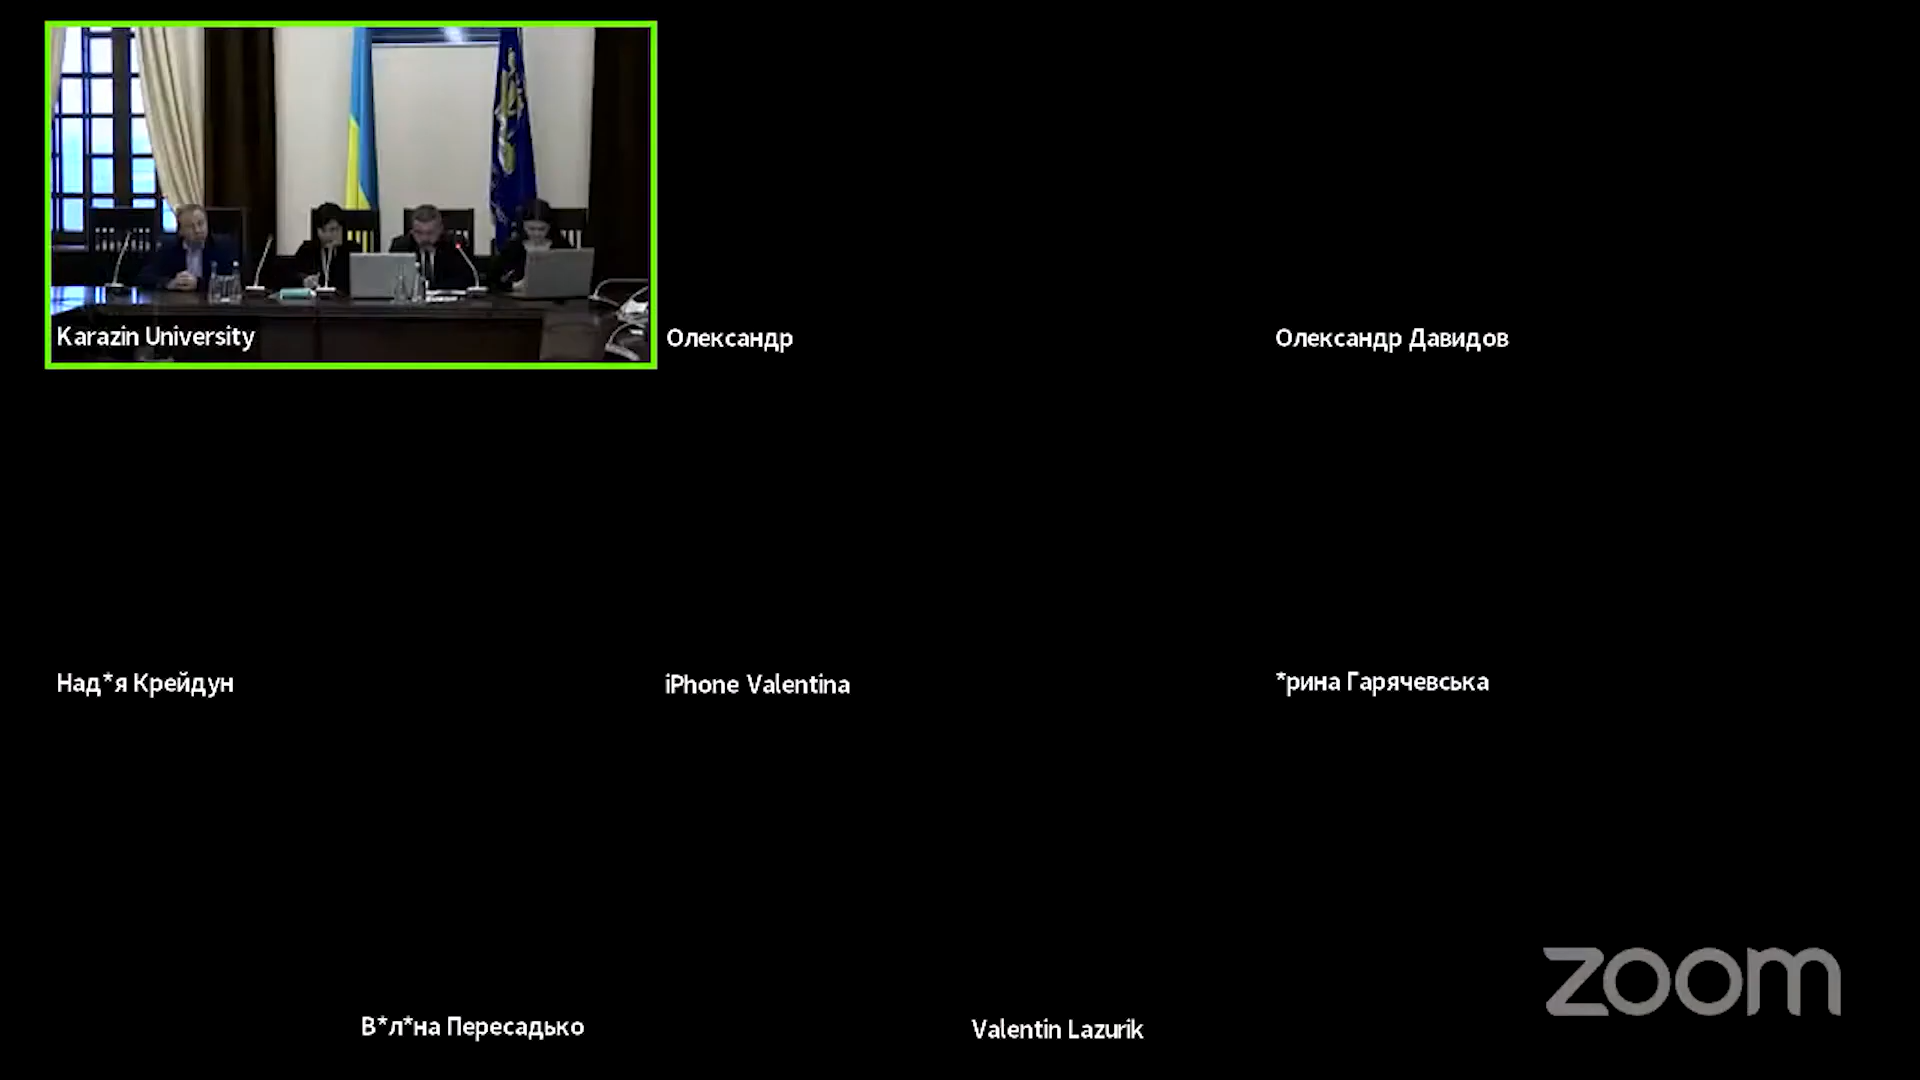 Karazin University
Олександр
Олександр Давидов
Над*я Крейдун
iPhone Valentina
*рина Гарячевська
В*л*на Пересадько
Valentin Lazurik
zoom